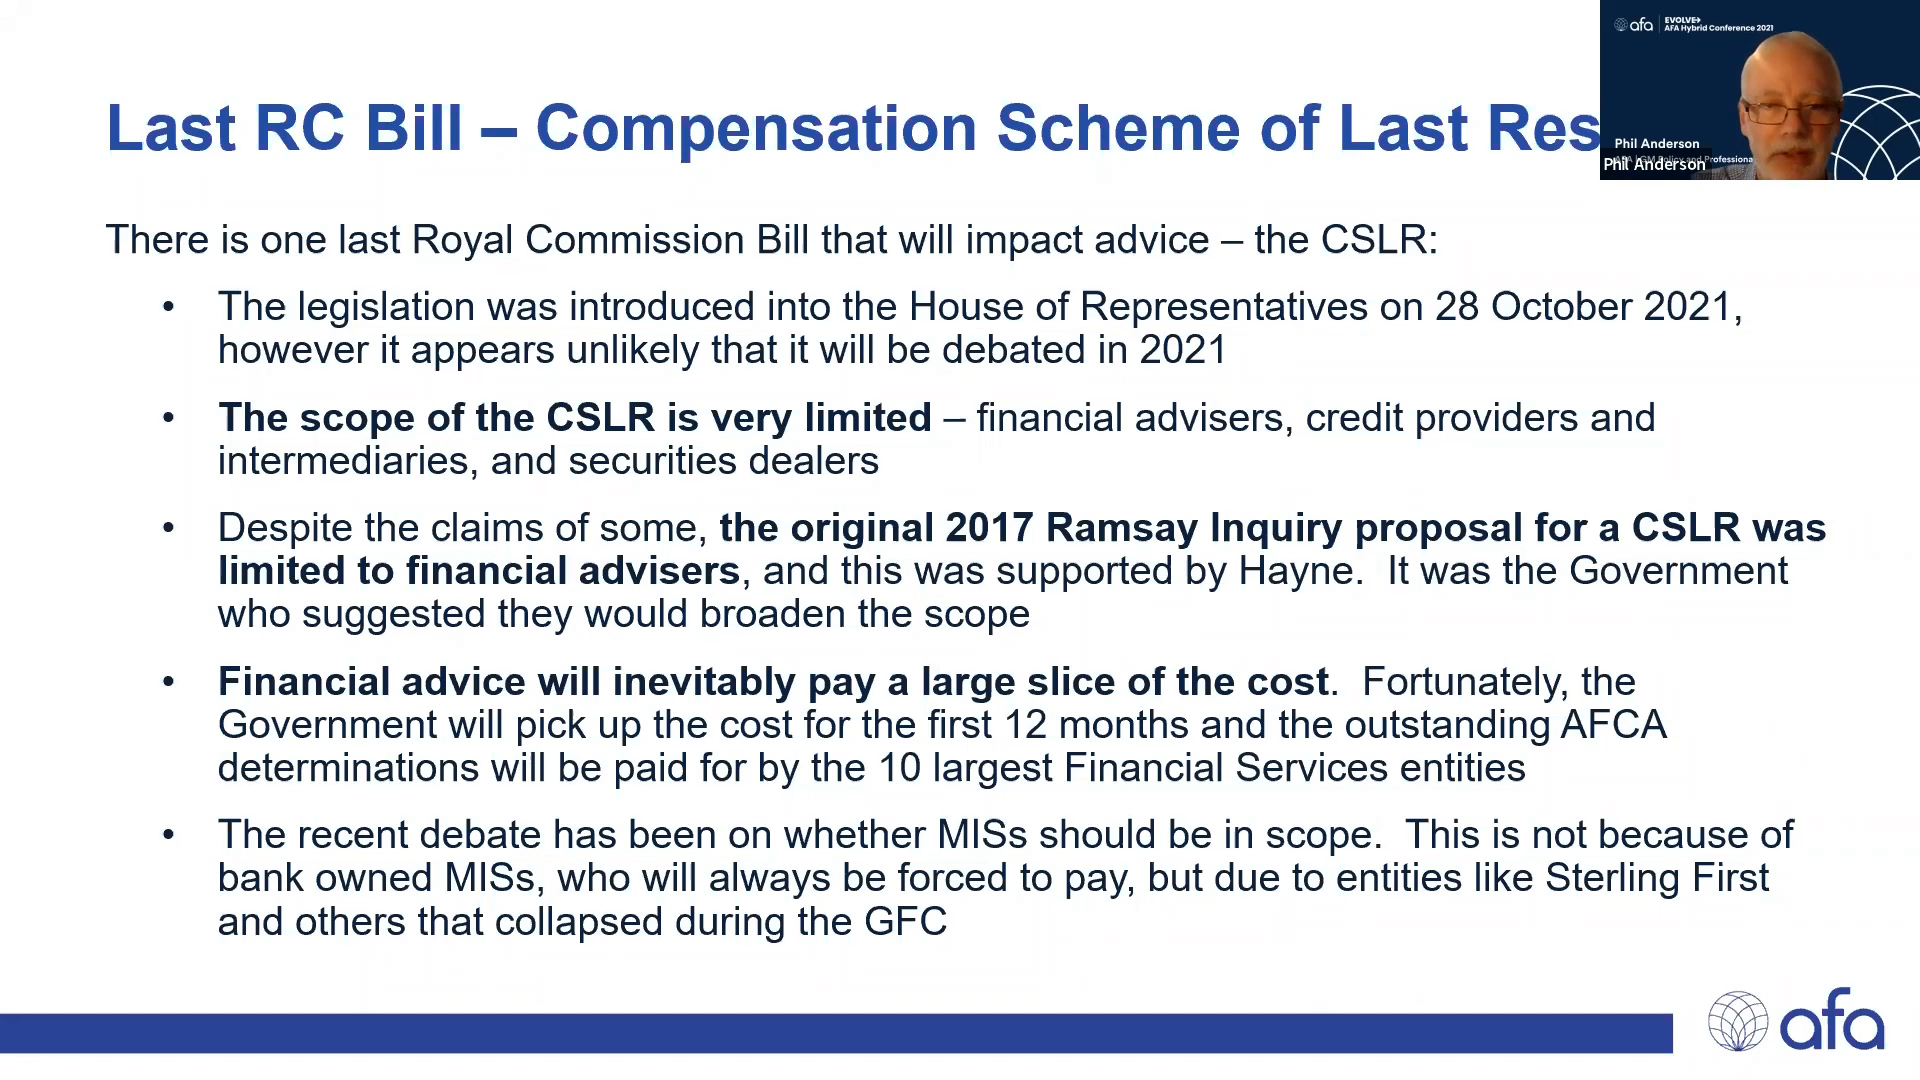 Last RC Bill – Compensation Scheme of Last Res
There is one last Royal Commission Bill that will impact advice – the CSLR:
• The legislation was introduced into the House of Representatives on 28 October 2021,
however it appears unlikely that it will be debated in 2021
• The scope of the CSLR is very limited – financial advisers, credit providers and
intermediaries, and securities dealers
• Despite the claims of some, the original 2017 Ramsay Inquiry proposal for a CSLR was
limited to financial advisers, and this was supported by Hayne.  It was the Government
who suggested they would broaden the scope
• Financial advice will inevitably pay a large slice of the cost.  Fortunately, the
Government will pick up the cost for the first 12 months and the outstanding AFCA
determinations will be paid for by the 10 largest Financial Services entities
• The recent debate has been on whether MISs should be in scope.  This is not because of
bank owned MISs, who will always be forced to pay, but due to entities like Sterling First
and others that collapsed during the GFC
afa
afa
EVOLVE
AFA Hybrid Conference 2021
Phil Anderson
GM Policy and Professiona
Phil Anderson